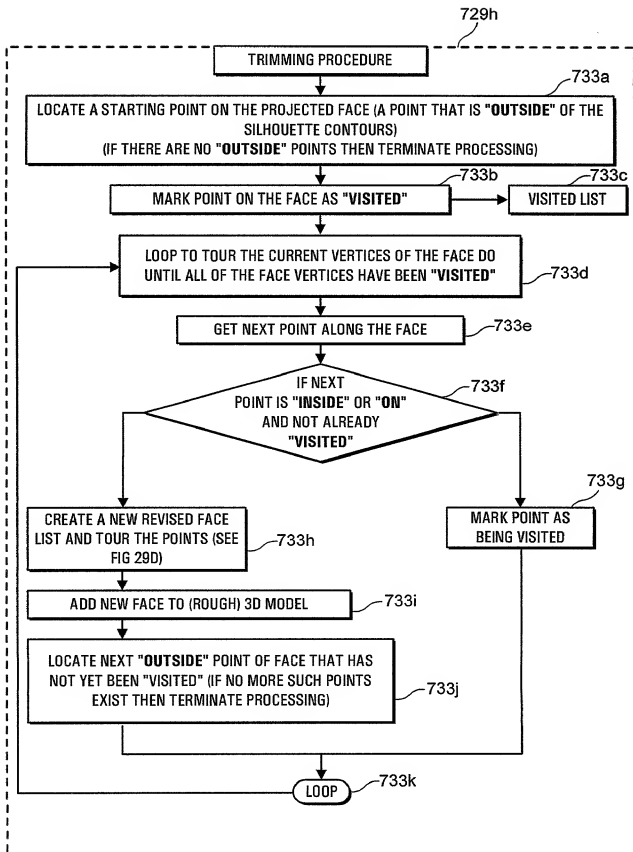 729h
TRIMMING PROCEDURE
733a
LOCATE A STARTING POINT ON THE PROJECTED FACE (A POINT THAT IS "OUTSIDE" OF THE
SILHOUETTE CONTOURS)
(IF THERE ARE NO "OUTSIDE" POINTS THEN TERMINATE PROCESSING)
733b
733c
MARK POINT ON THE FACE AS "VISITED"
VISITED LIST
LOOP TO TOUR THE CURRENT VERTICES OF THE FACE DO
UNTIL ALL OF THE FACE VERTICES HAVE BEEN "VISITED"
733d
GET NEXT POINT ALONG THE FACE
733e
IF NEXT
POINT IS "INSIDE" OR "ON"
AND NOT ALREADY
"VISITED"
733f
733g
CREATE A NEW REVISED FACE
LIST AND TOUR THE POINTS (SEE
FIG 29D)
733h
MARK POINT AS
BEING VISITED
ADD NEW FACE TO (ROUGH) 3D MODEL
733i
LOCATE NEXT "OUTSIDE" POINT OF FACE THAT HAS
NOT YET BEEN "VISITED" (IF NO MORE SUCH POINTS
EXIST THEN TERMINATE PROCESSING)
733j
LOOP
733k